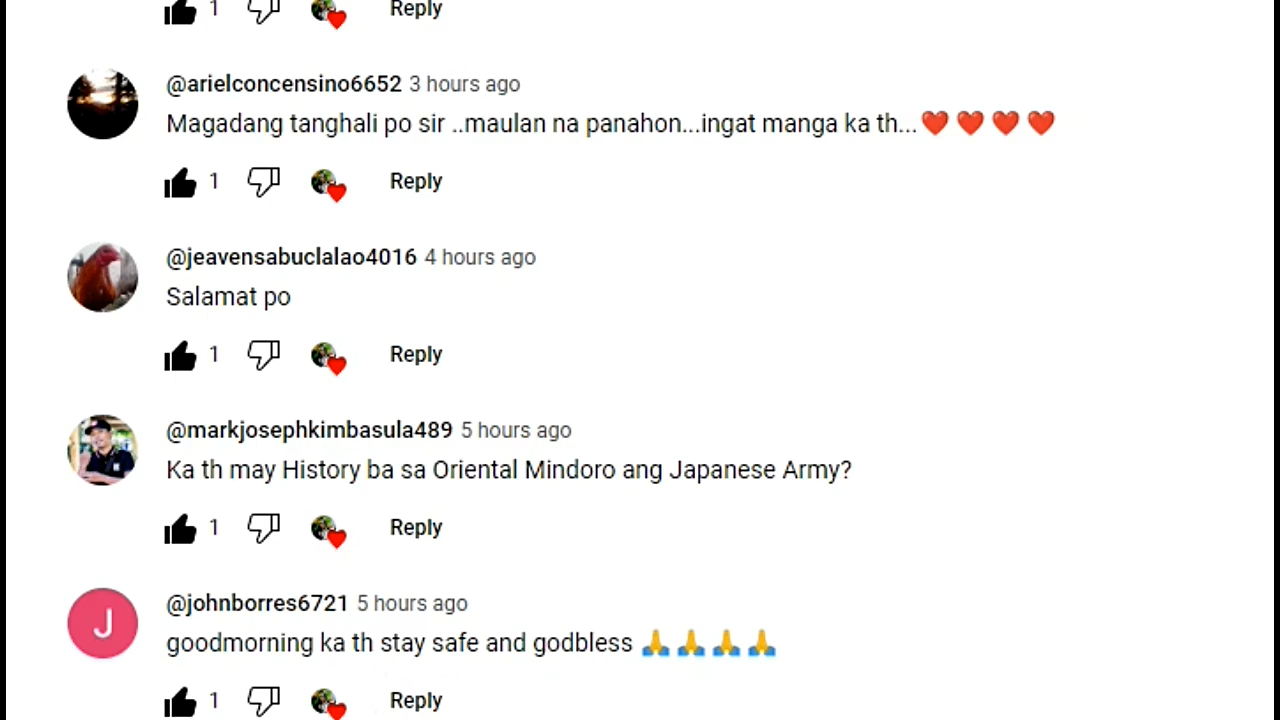 1 Reply
@arielconcensino6652 3 hours ago
Magadang tanghali po sir ..maulan na panahon...ingat manga ka th...❤️❤️❤️❤️
1 Reply
@jeavensabuclalao4016 4 hours ago
Salamat po
1 Reply
@markjosephkimbasula489 5 hours ago
Ka th may History ba sa Oriental Mindoro ang Japanese Army?
1 Reply
J
@johnborres6721 5 hours ago
goodmorning ka th stay safe and godbless 🙏🙏🙏🙏
1 Reply